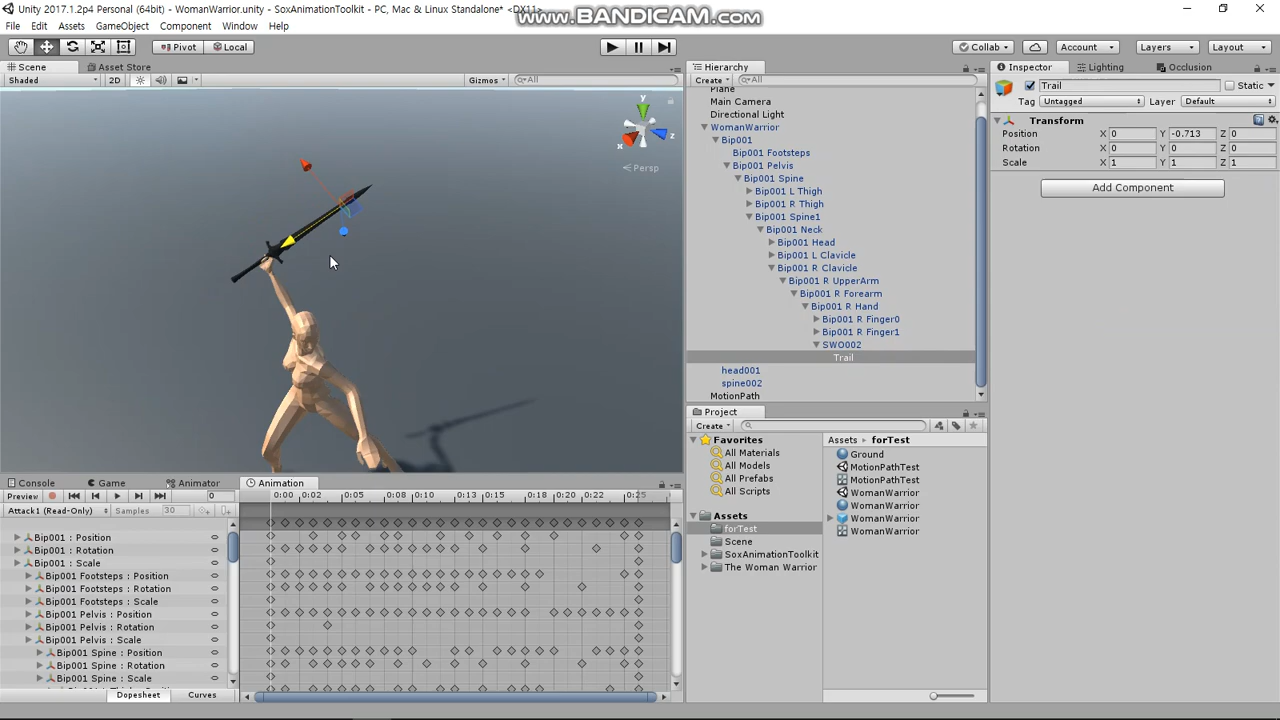 Unity 2017.1.2p4 Personal (64bit) - WomanWarrior.unity - SoxAnimationToolkit - PC, Mac & Linux Standalone* <DX11>
www.BANDICAM.com
File Edit Assets GameObject Component Window Help
Pivot Local Collab Account Layers Layout
Scene Asset Store
Shaded 2D Gizmos All
y
x
z
Persp
Hierarchy
Create All
Plane
Main Camera
Directional Light
WomanWarrior
Bip001
Bip001 Footsteps
Bip001 Pelvis
Bip001 Spine
Bip001 L Thigh
Bip001 R Thigh
Bip001 Spine1
Bip001 Neck
Bip001 Head
Bip001 L Clavicle
Bip001 R Clavicle
Bip001 R UpperArm
Bip001 R Forearm
Bip001 R Hand
Bip001 R Finger0
Bip001 R Finger1
SWO002
Trail
head001
spine002
MotionPath
Inspector Lighting Occlusion
Trail Static
Tag Untagged Layer Default
Transform
Position X 0 Y -0.713 Z 0
Rotation X 0 Y 0 Z 0
Scale X 1 Y 1 Z 1
Add Component
Project
Create
Favorites
All Materials
All Models
All Prefabs
All Scripts
Assets
forTest
Scene
SoxAnimationToolkit
The Woman Warrior
Assets forTest
Ground
MotionPathTest
MotionPathTest
WomanWarrior
WomanWarrior
WomanWarrior
WomanWarrior
Console Game Animator Animation
Preview 0 0:00 0:02 0:05 0:08 0:10 0:13 0:15 0:18 0:20 0:22 0:25
Attack1 (Read-Only) Samples 30
Bip001 : Position
Bip001 : Rotation
Bip001 : Scale
Bip001 Footsteps : Position
Bip001 Footsteps : Rotation
Bip001 Footsteps : Scale
Bip001 Pelvis : Position
Bip001 Pelvis : Rotation
Bip001 Pelvis : Scale
Bip001 Spine : Position
Bip001 Spine : Rotation
Bip001 Spine : Scale
Dopesheet Curves